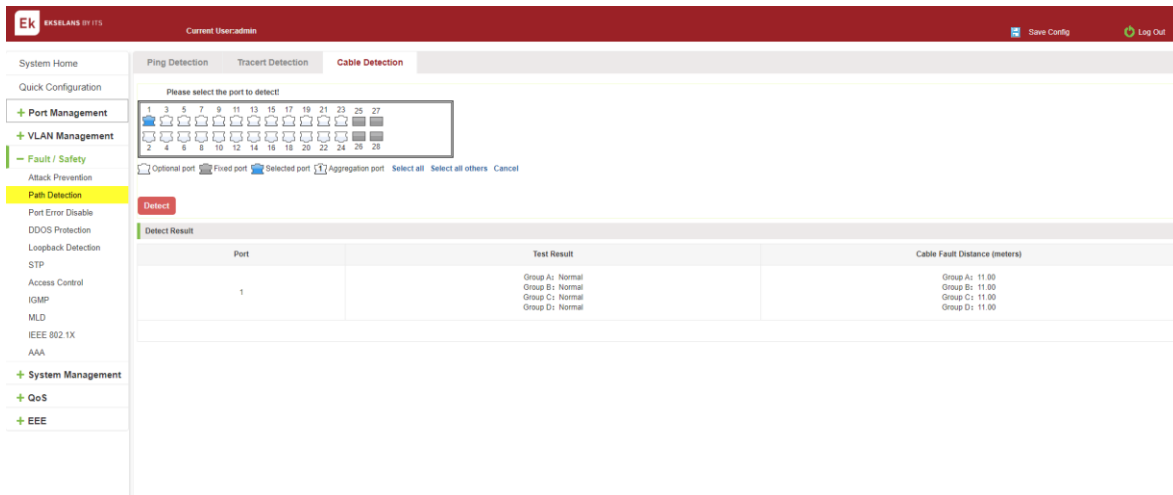 Ek EKSELANS BY ITS
Current User:admin
Save Config
Log Out
System Home
Quick Configuration
+ Port Management
+ VLAN Management
− Fault / Safety
Attack Prevention
Path Detection
Port Error Disable
DDOS Protection
Loopback Detection
STP
Access Control
IGMP
MLD
IEEE 802.1X
AAA
+ System Management
+ QoS
+ EEE
Ping Detection Tracert Detection Cable Detection
Please select the port to detect!
1 3 5 7 9 11 13 15 17 19 21 23 25 27
2 4 6 8 10 12 14 16 18 20 22 24 26 28
Optional port Fixed port Selected port 1 Aggregation port Select all Select all others Cancel
Detect
Detect Result
Port Test Result Cable Fault Distance (meters)
1
Group A: Normal
Group B: Normal
Group C: Normal
Group D: Normal
Group A: 11.00
Group B: 11.00
Group C: 11.00
Group D: 11.00